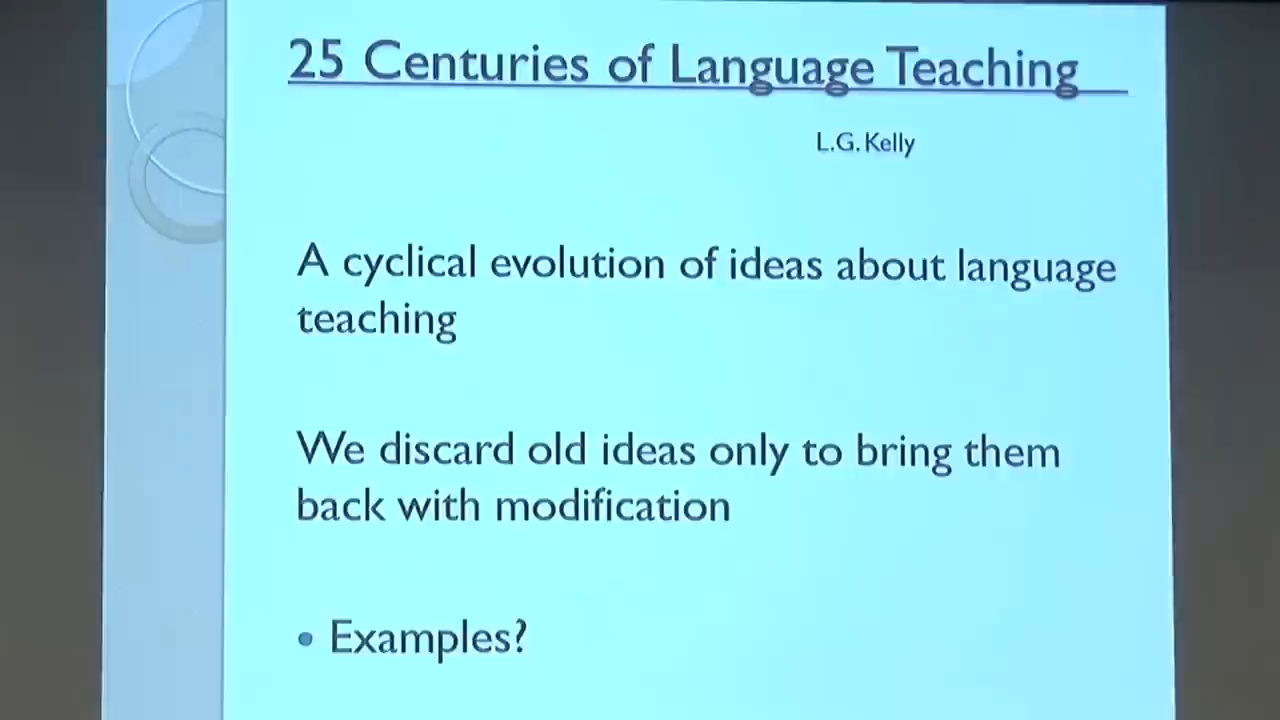 25 Centuries of Language Teaching
L.G. Kelly
A cyclical evolution of ideas about language
teaching
We discard old ideas only to bring them
back with modification
• Examples?